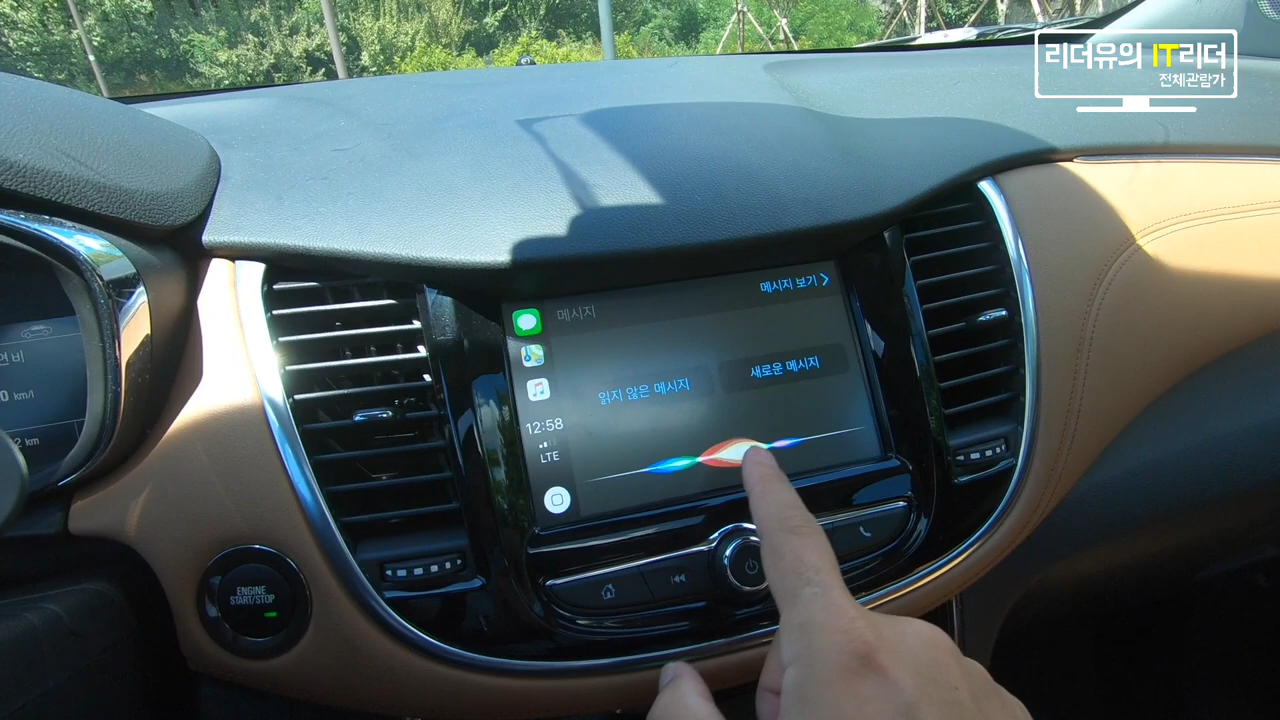 리더유의 IT리더
전체관람가
메시지 보기
메시지
읽지 않은 메시지
새로운 메시지
12:58
LTE
연비
0 km/l
2 km
ENGINE
START/STOP